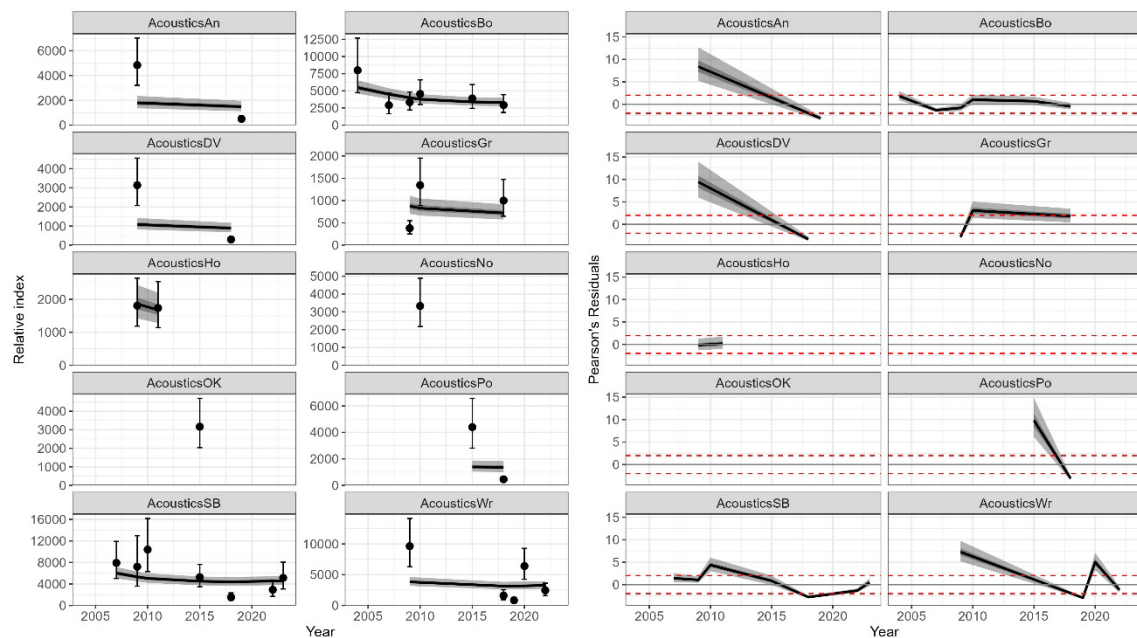 AcousticsAn
AcousticsBo
6000
4000
2000
0
12500
10000
7500
5000
2500
0
AcousticsDV
AcousticsGr
4000
3000
2000
1000
0
2000
1500
1000
500
0
AcousticsHo
AcousticsNo
2000
1000
0
5000
4000
3000
2000
1000
0
AcousticsOK
AcousticsPo
4000
3000
2000
1000
0
6000
4000
2000
0
AcousticsSB
AcousticsWr
16000
12000
8000
4000
0
10000
5000
0
2005 2010 2015 2020
2005 2010 2015 2020
Relative index
Year
AcousticsAn
AcousticsBo
15
10
5
0
AcousticsDV
AcousticsGr
15
10
5
0
AcousticsHo
AcousticsNo
15
10
5
0
AcousticsOK
AcousticsPo
15
10
5
0
AcousticsSB
AcousticsWr
15
10
5
0
2005 2010 2015 2020
2005 2010 2015 2020
Pearson's Residuals
Year